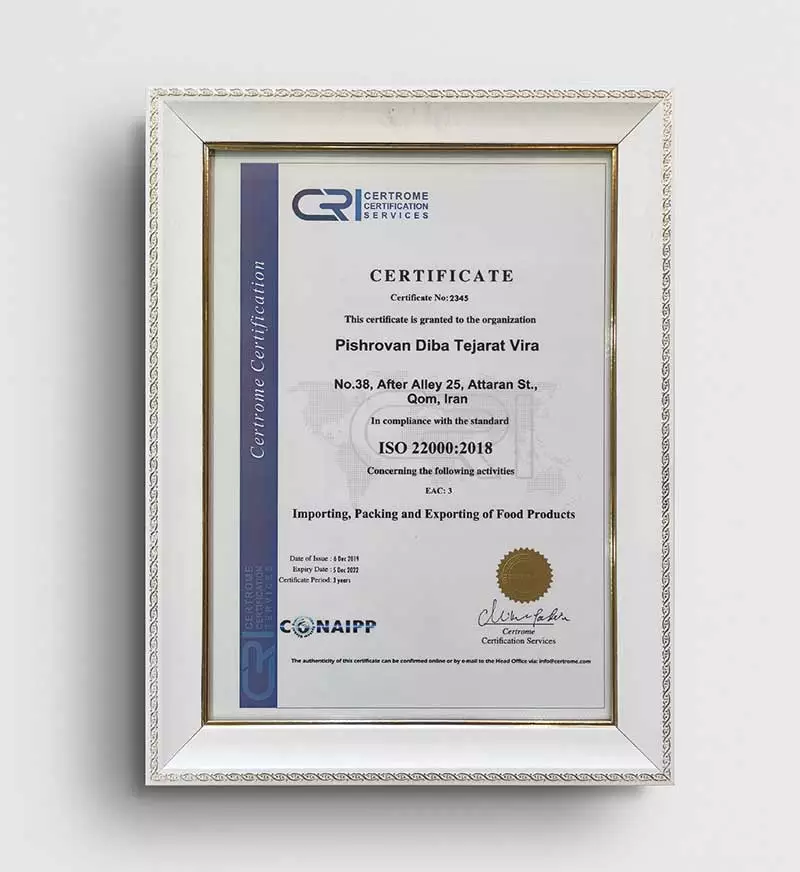 CRI CERTROME
CERTIFICATION
SERVICES
Certrome Certification
CERTIFICATE
Certificate No: 2345
This certificate is granted to the organization
Pishrovan Diba Tejarat Vira
No.38, After Alley 25, Attaran St.,
Qom, Iran
In compliance with the standard
CRI
ISO 22000:2018
Concerning the following activities
EAC: 3
Importing, Packing and Exporting of Food Products
Date of Issue : 6 Dec 2019
Expiry Date : 5 Dec 2022
Certificate Period: 3 years
CRI CERTROME
CERTIFICATION
SERVICES
CONAIPP
Certrome
Certification Services
The authenticity of this certificate can be confirmed online or by e-mail to the Head Office via: info@certrome.com